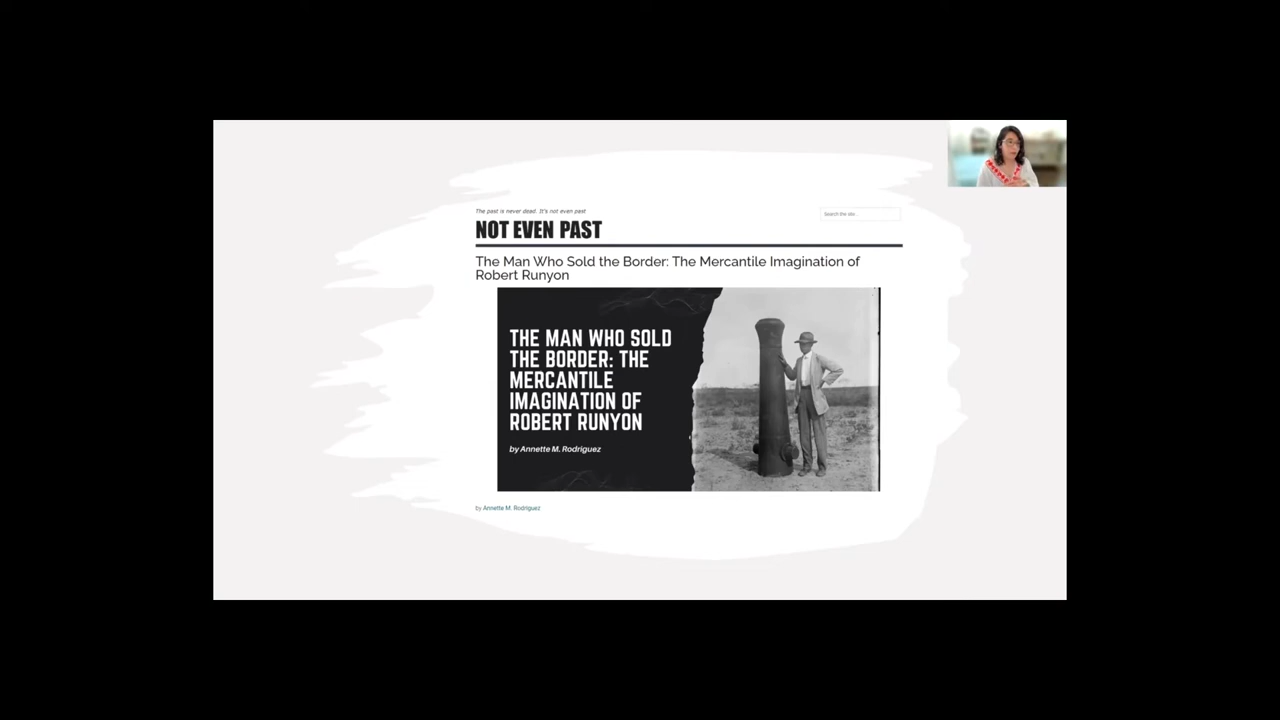 The past is never dead. It's not even past
Search the site...
NOT EVEN PAST
The Man Who Sold the Border: The Mercantile Imagination of
Robert Runyon
THE MAN WHO SOLD
THE BORDER: THE
MERCANTILE
IMAGINATION OF
ROBERT RUNYON
by Annette M. Rodriguez
by Annette M. Rodriguez